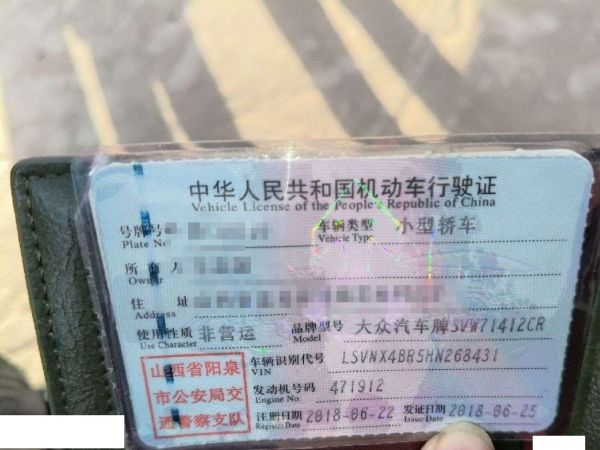 中华人民共和国机动车行驶证
Vehicle License of the People's Republic of China
号牌号 车辆类型 小型轿车
Plate No Vehicle Type
所 人
Owner
住 址
Address
使用性质 非营运 品牌型号 大众汽车牌SVW71412CR
Use Character Model
山西省阳泉
市公安局交
通警察支队
车辆识别代号 LSVNX4BR5HN268431
VIN
发动机号码 471912
Engine No.
注册日期 2018-06-22 发证日期 2018-06-25
Register Date Issue Date